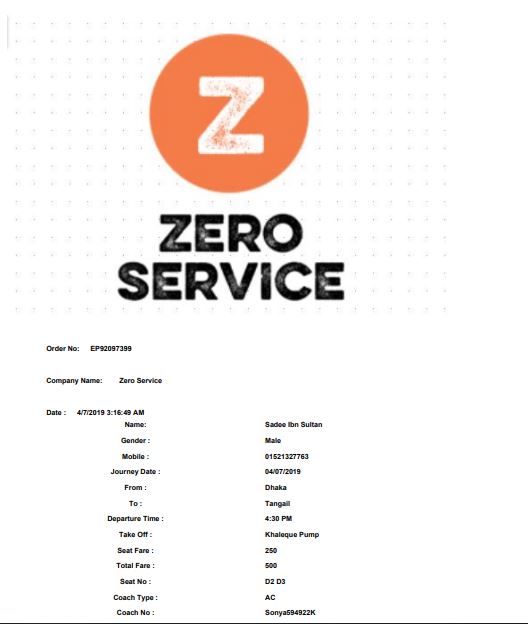 Z
ZERO
SERVICE
Order No: EP92097399
Company Name: Zero Service
Date : 4/7/2019 3:16:49 AM
Name: Sadee Ibn Sultan
Gender : Male
Mobile : 01521327763
Journey Date : 04/07/2019
From : Dhaka
To : Tangail
Departure Time : 4:30 PM
Take Off : Khaleque Pump
Seat Fare : 250
Total Fare : 500
Seat No : D2 D3
Coach Type : AC
Coach No : Sonya594922K